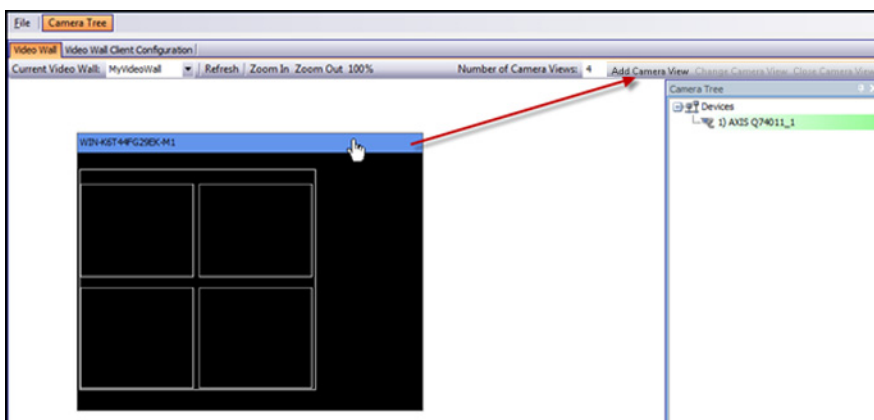 File Camera Tree
Video Wall Video Wall Client Configuration
Current Video Wall: MyVideoWall Refresh Zoom In Zoom Out 100% Number of Camera Views: 4 Add Camera View Change Camera View Close Camera View
Camera Tree
Devices
1) AXIS Q74011_1
WIN-K6T44FG29EK-M1